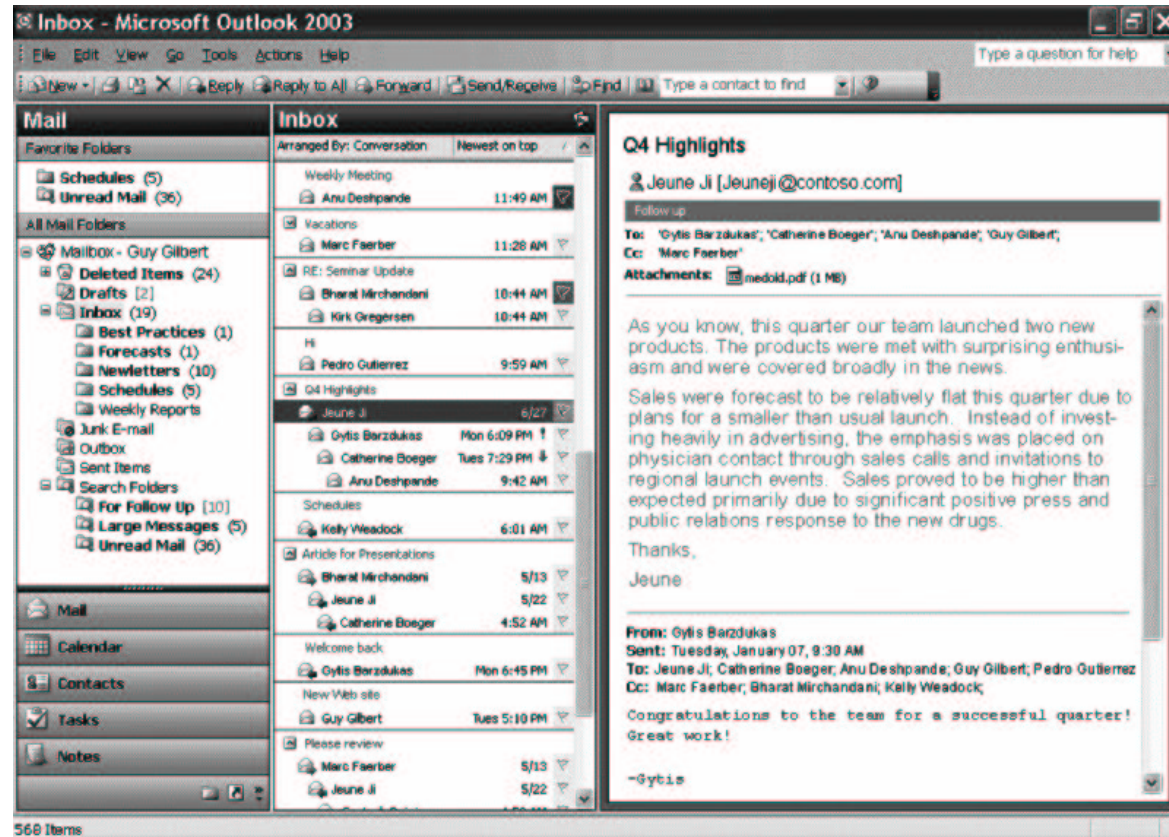 Inbox - Microsoft Outlook 2003
File Edit View Go Tools Actions Help
Type a question for help
New Reply Reply to All Forward Send/Receive Find Type a contact to find
Mail
Favorite Folders
Schedules (5)
Unread Mail (36)
All Mail Folders
Mailbox - Guy Gilbert
Deleted Items (24)
Drafts [2]
Inbox (19)
Best Practices (1)
Forecasts (1)
Newletters (10)
Schedules (5)
Weekly Reports
Junk E-mail
Outbox
Sent Items
Search Folders
For Follow Up [10]
Large Messages (5)
Unread Mail (36)
Mail
Calendar
Contacts
Tasks
Notes
Inbox
Arranged By: Conversation Newest on top
Weekly Meeting
Anu Deshpande 11:49 AM
Vacations
Marc Faerber 11:28 AM
RE: Seminar Update
Bharat Mirchandani 10:44 AM
Kirk Gregersen 10:44 AM
Hi
Pedro Gutierrez 9:59 AM
Q4 Highlights
Jeune Ji 6/27
Gytis Barzdukas Mon 6:09 PM
Catherine Boeger Tues 7:29 PM
Anu Deshpande 9:42 AM
Schedules
Kelly Weadock 6:01 AM
Article for Presentations
Bharat Mirchandani 5/13
Jeune Ji 5/22
Catherine Boeger 4:52 AM
Welcome back
Gytis Barzdukas Mon 6:45 PM
New Web site
Guy Gilbert Tues 5:10 PM
Please review
Marc Faerber 5/13
Jeune Ji 5/22
Q4 Highlights
Jeune Ji [Jeuneji@contoso.com]
Follow up
To: 'Gytis Barzdukas'; 'Catherine Boeger'; 'Anu Deshpande'; 'Guy Gilbert';
Cc: 'Marc Faerber'
Attachments: medoid.pdf (1 MB)
As you know, this quarter our team launched two new
products. The products were met with surprising enthusi-
asm and were covered broadly in the news.
Sales were forecast to be relatively flat this quarter due to
plans for a smaller than usual launch. Instead of invest-
ing heavily in advertising, the emphasis was placed on
physician contact through sales calls and invitations to
regional launch events. Sales proved to be higher than
expected primarily due to significant positive press and
public relations response to the new drugs.
Thanks,
Jeune
From: Gytis Barzdukas
Sent: Tuesday, January 07, 9:30 AM
To: Jeune Ji; Catherine Boeger; Anu Deshpande; Guy Gilbert; Pedro Gutierrez
Cc: Marc Faerber; Bharat Mirchandani; Kelly Weadock;
Congratulations to the team for a successful quarter!
Great work!
-Gytis
568 Items